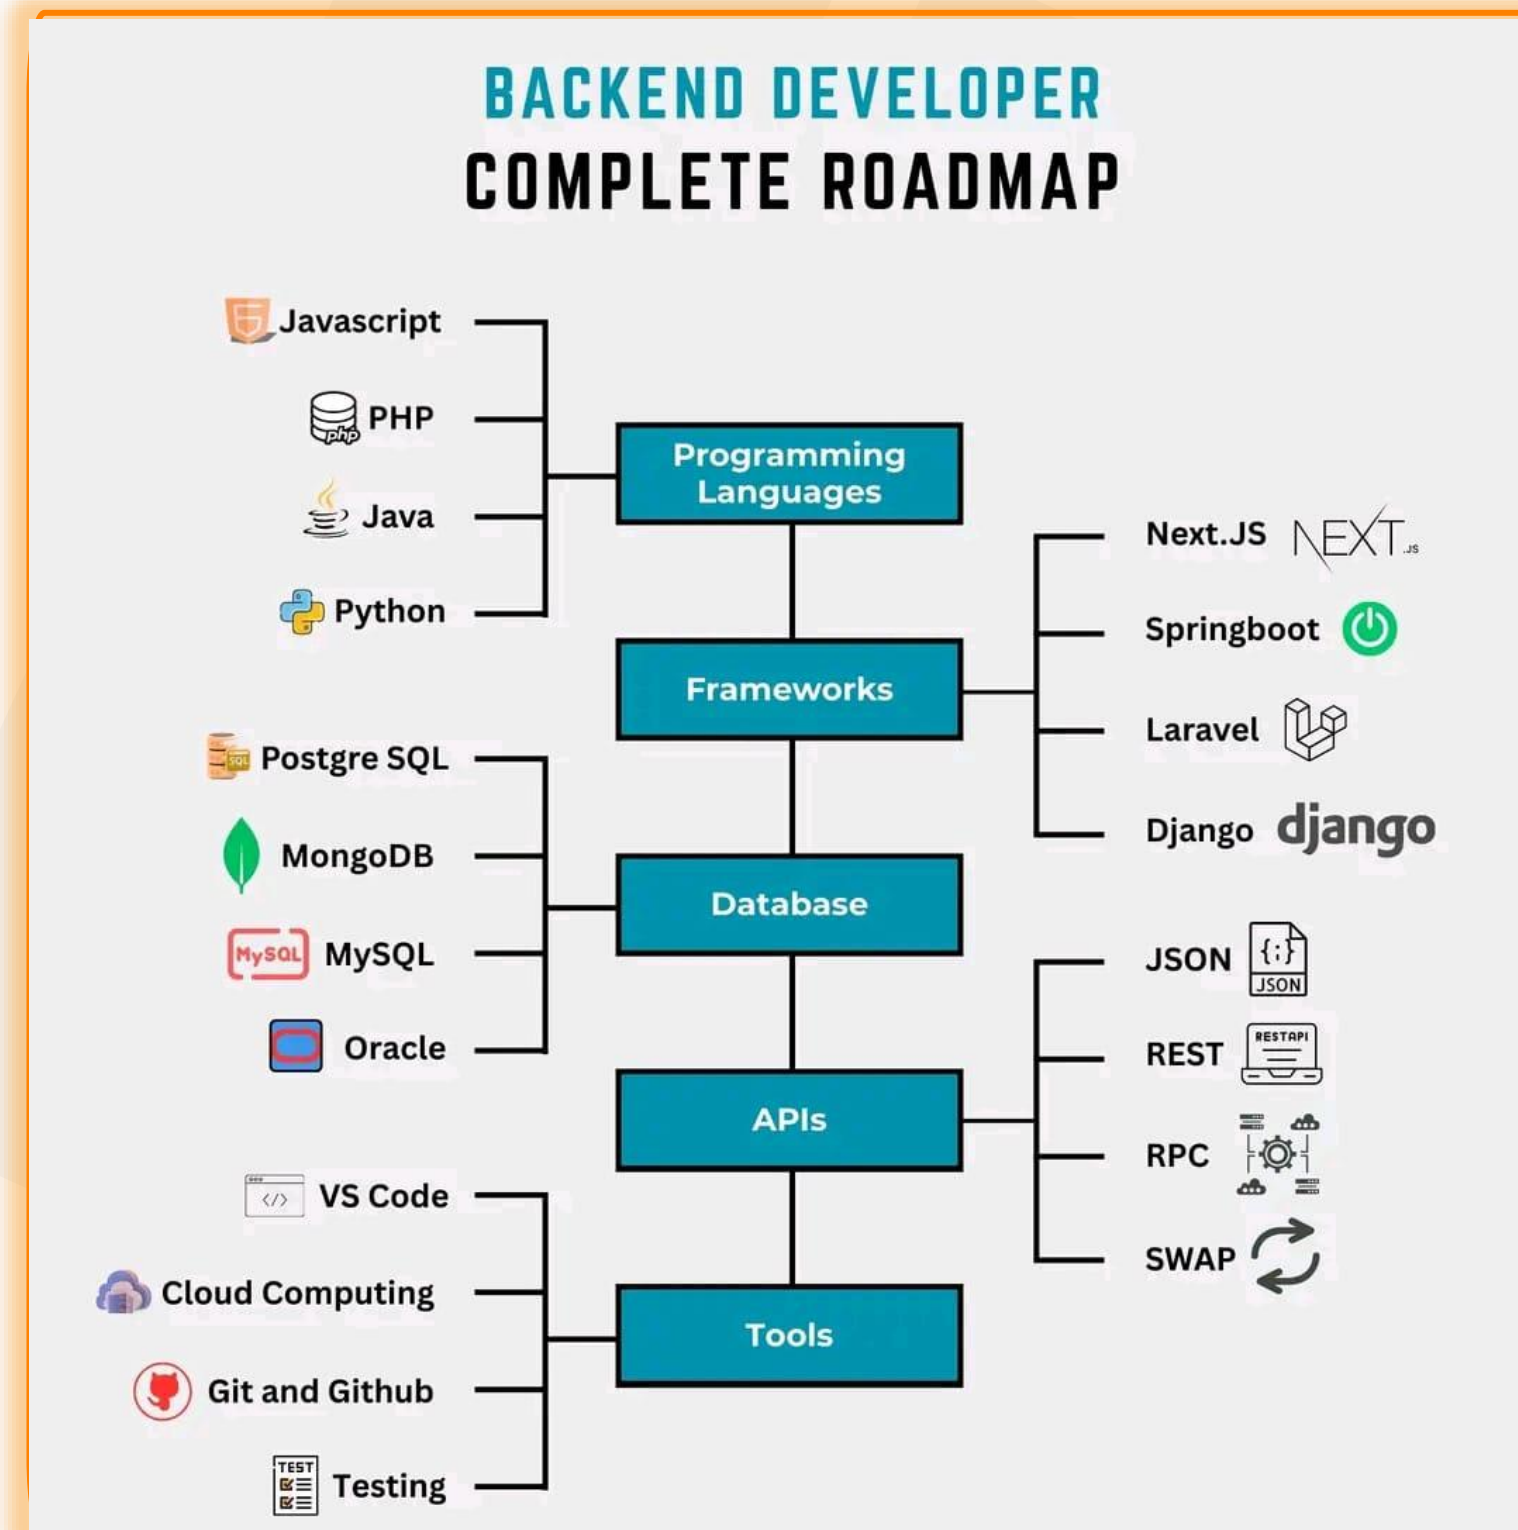 BACKEND DEVELOPER
COMPLETE ROADMAP
Javascript
php
PHP
Java
Python
Programming
Languages
Next.JS
NEXT.JS
Springboot
Frameworks
Laravel
Django
django
SQL
Postgre SQL
MongoDB
MySQL
MySQL
Oracle
Database
JSON
{;}
JSON
REST
RESTAPI
RPC
SWAP
APIs
</>
VS Code
Cloud Computing
Git and Github
TEST
Testing
Tools